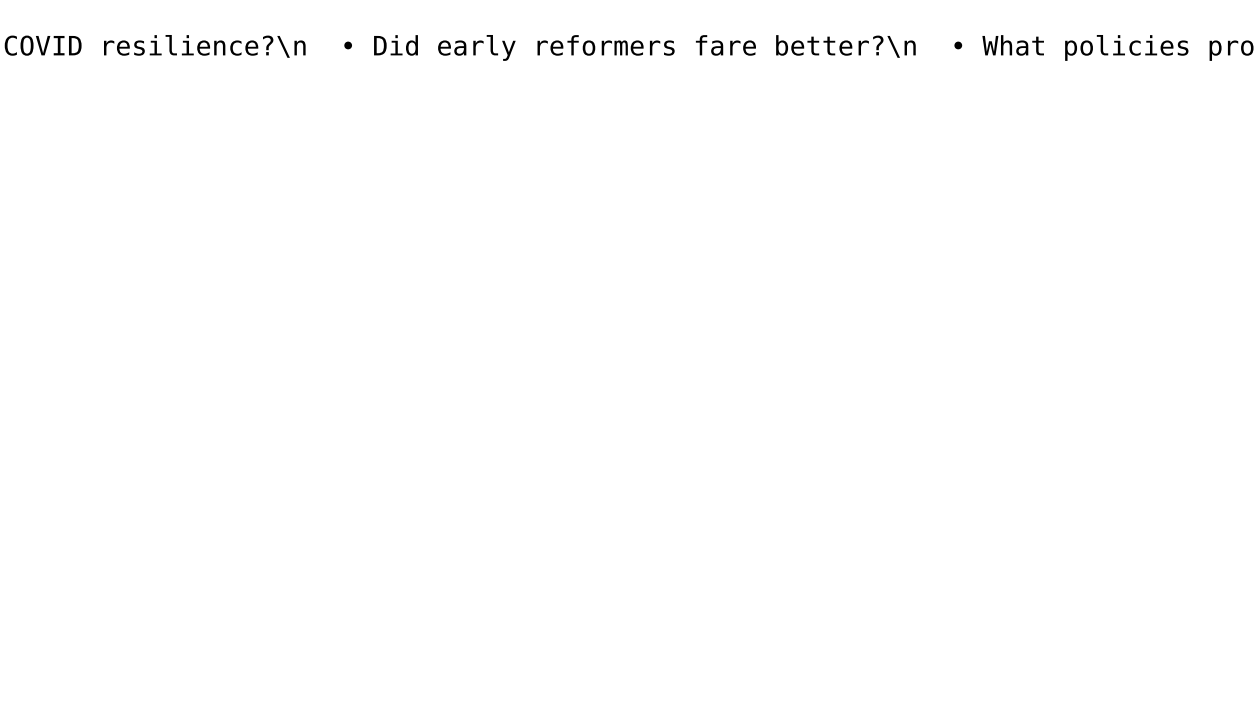 COVID resilience?\n  • Did early reformers fare better?\n  • What policies pro